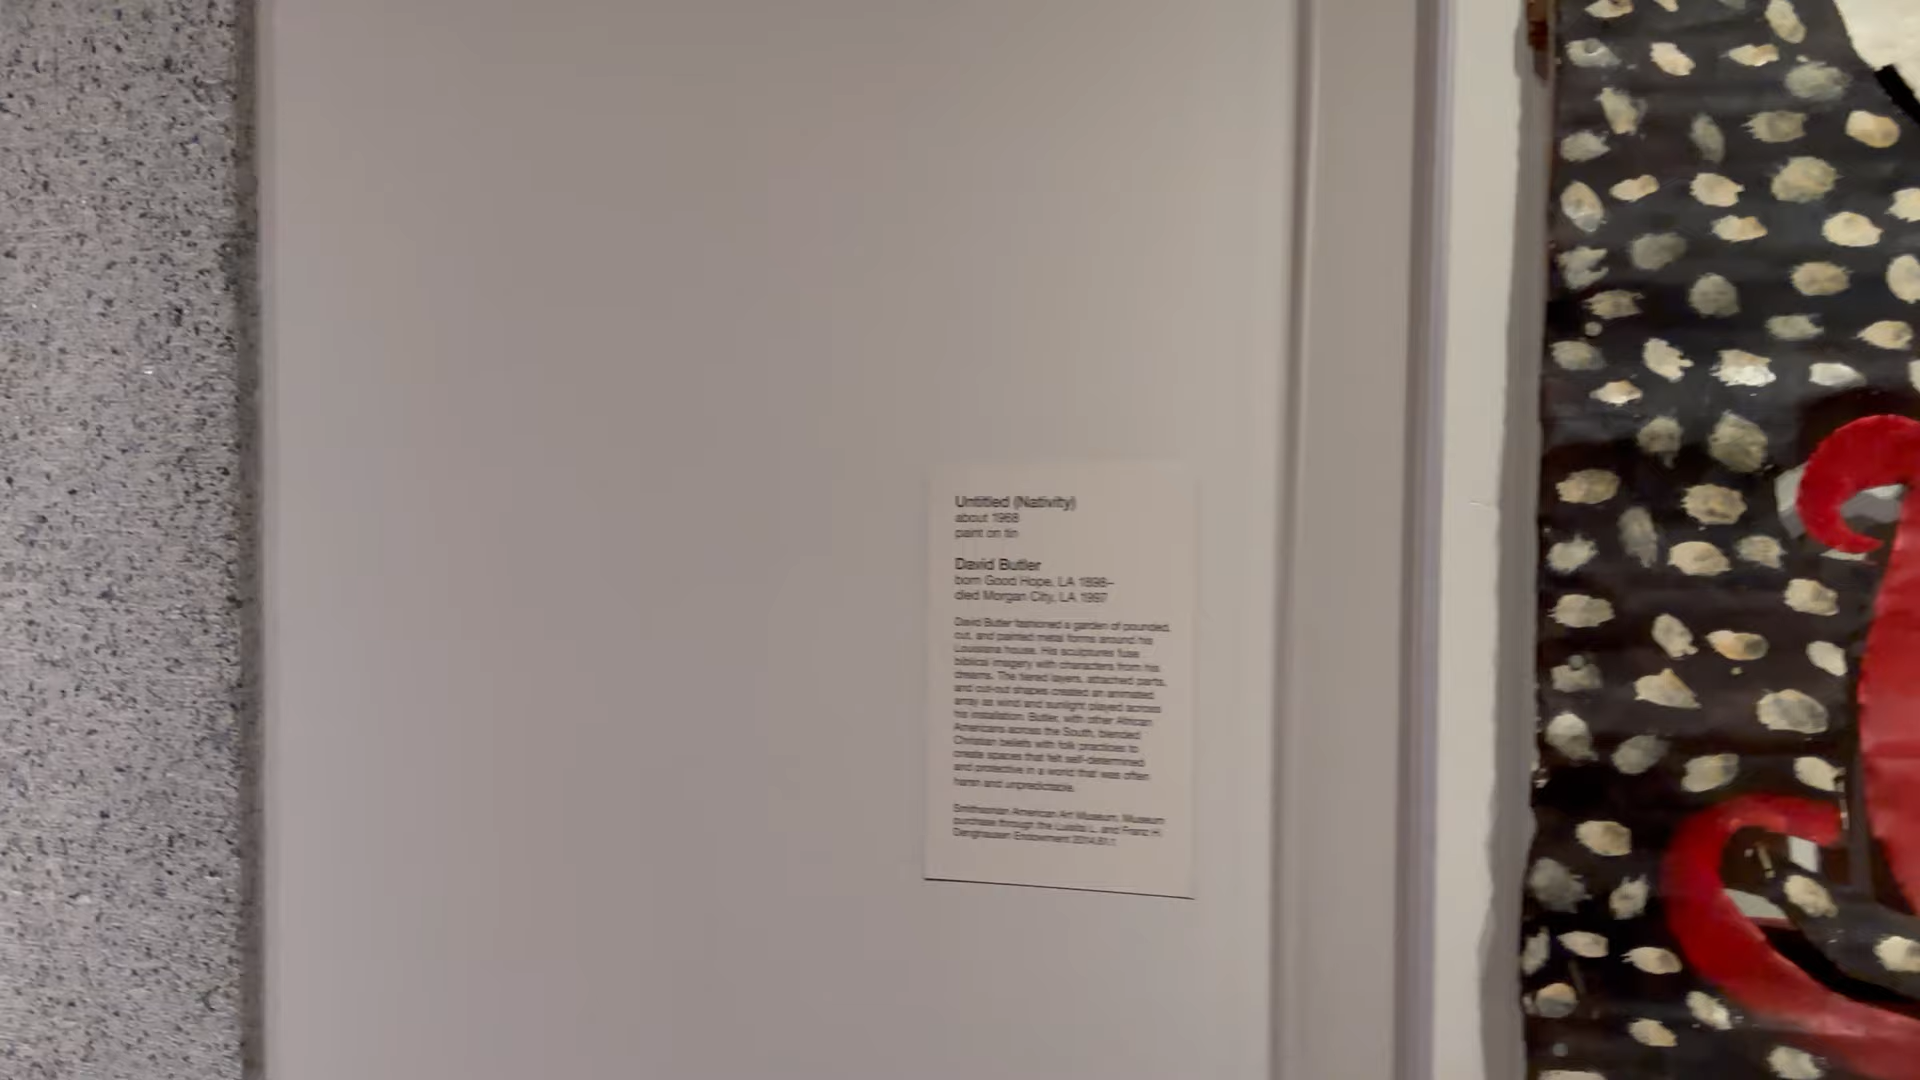 Untitled (Nativity)
about 1968
paint on tin
David Butler
born Good Hope, LA 1898–
died Morgan City, LA 1997
David Butler fashioned a garden of pounded,
cut, and painted metal forms around his
Louisiana house. His sculptures fuse
biblical imagery with characters from his
dreams. The tiered layers, attached parts,
and cut-out shapes created an animated
array as wind and sunlight played across
his installation. Butler, with other African
Americans across the South, blended
Christian beliefs with folk practices to
create spaces that felt self-determined
and protective in a world that was often
harsh and unpredictable.
Smithsonian American Art Museum, Museum
purchase through the Luisita L. and Franz H.
Denghausen Endowment 2014.61.1